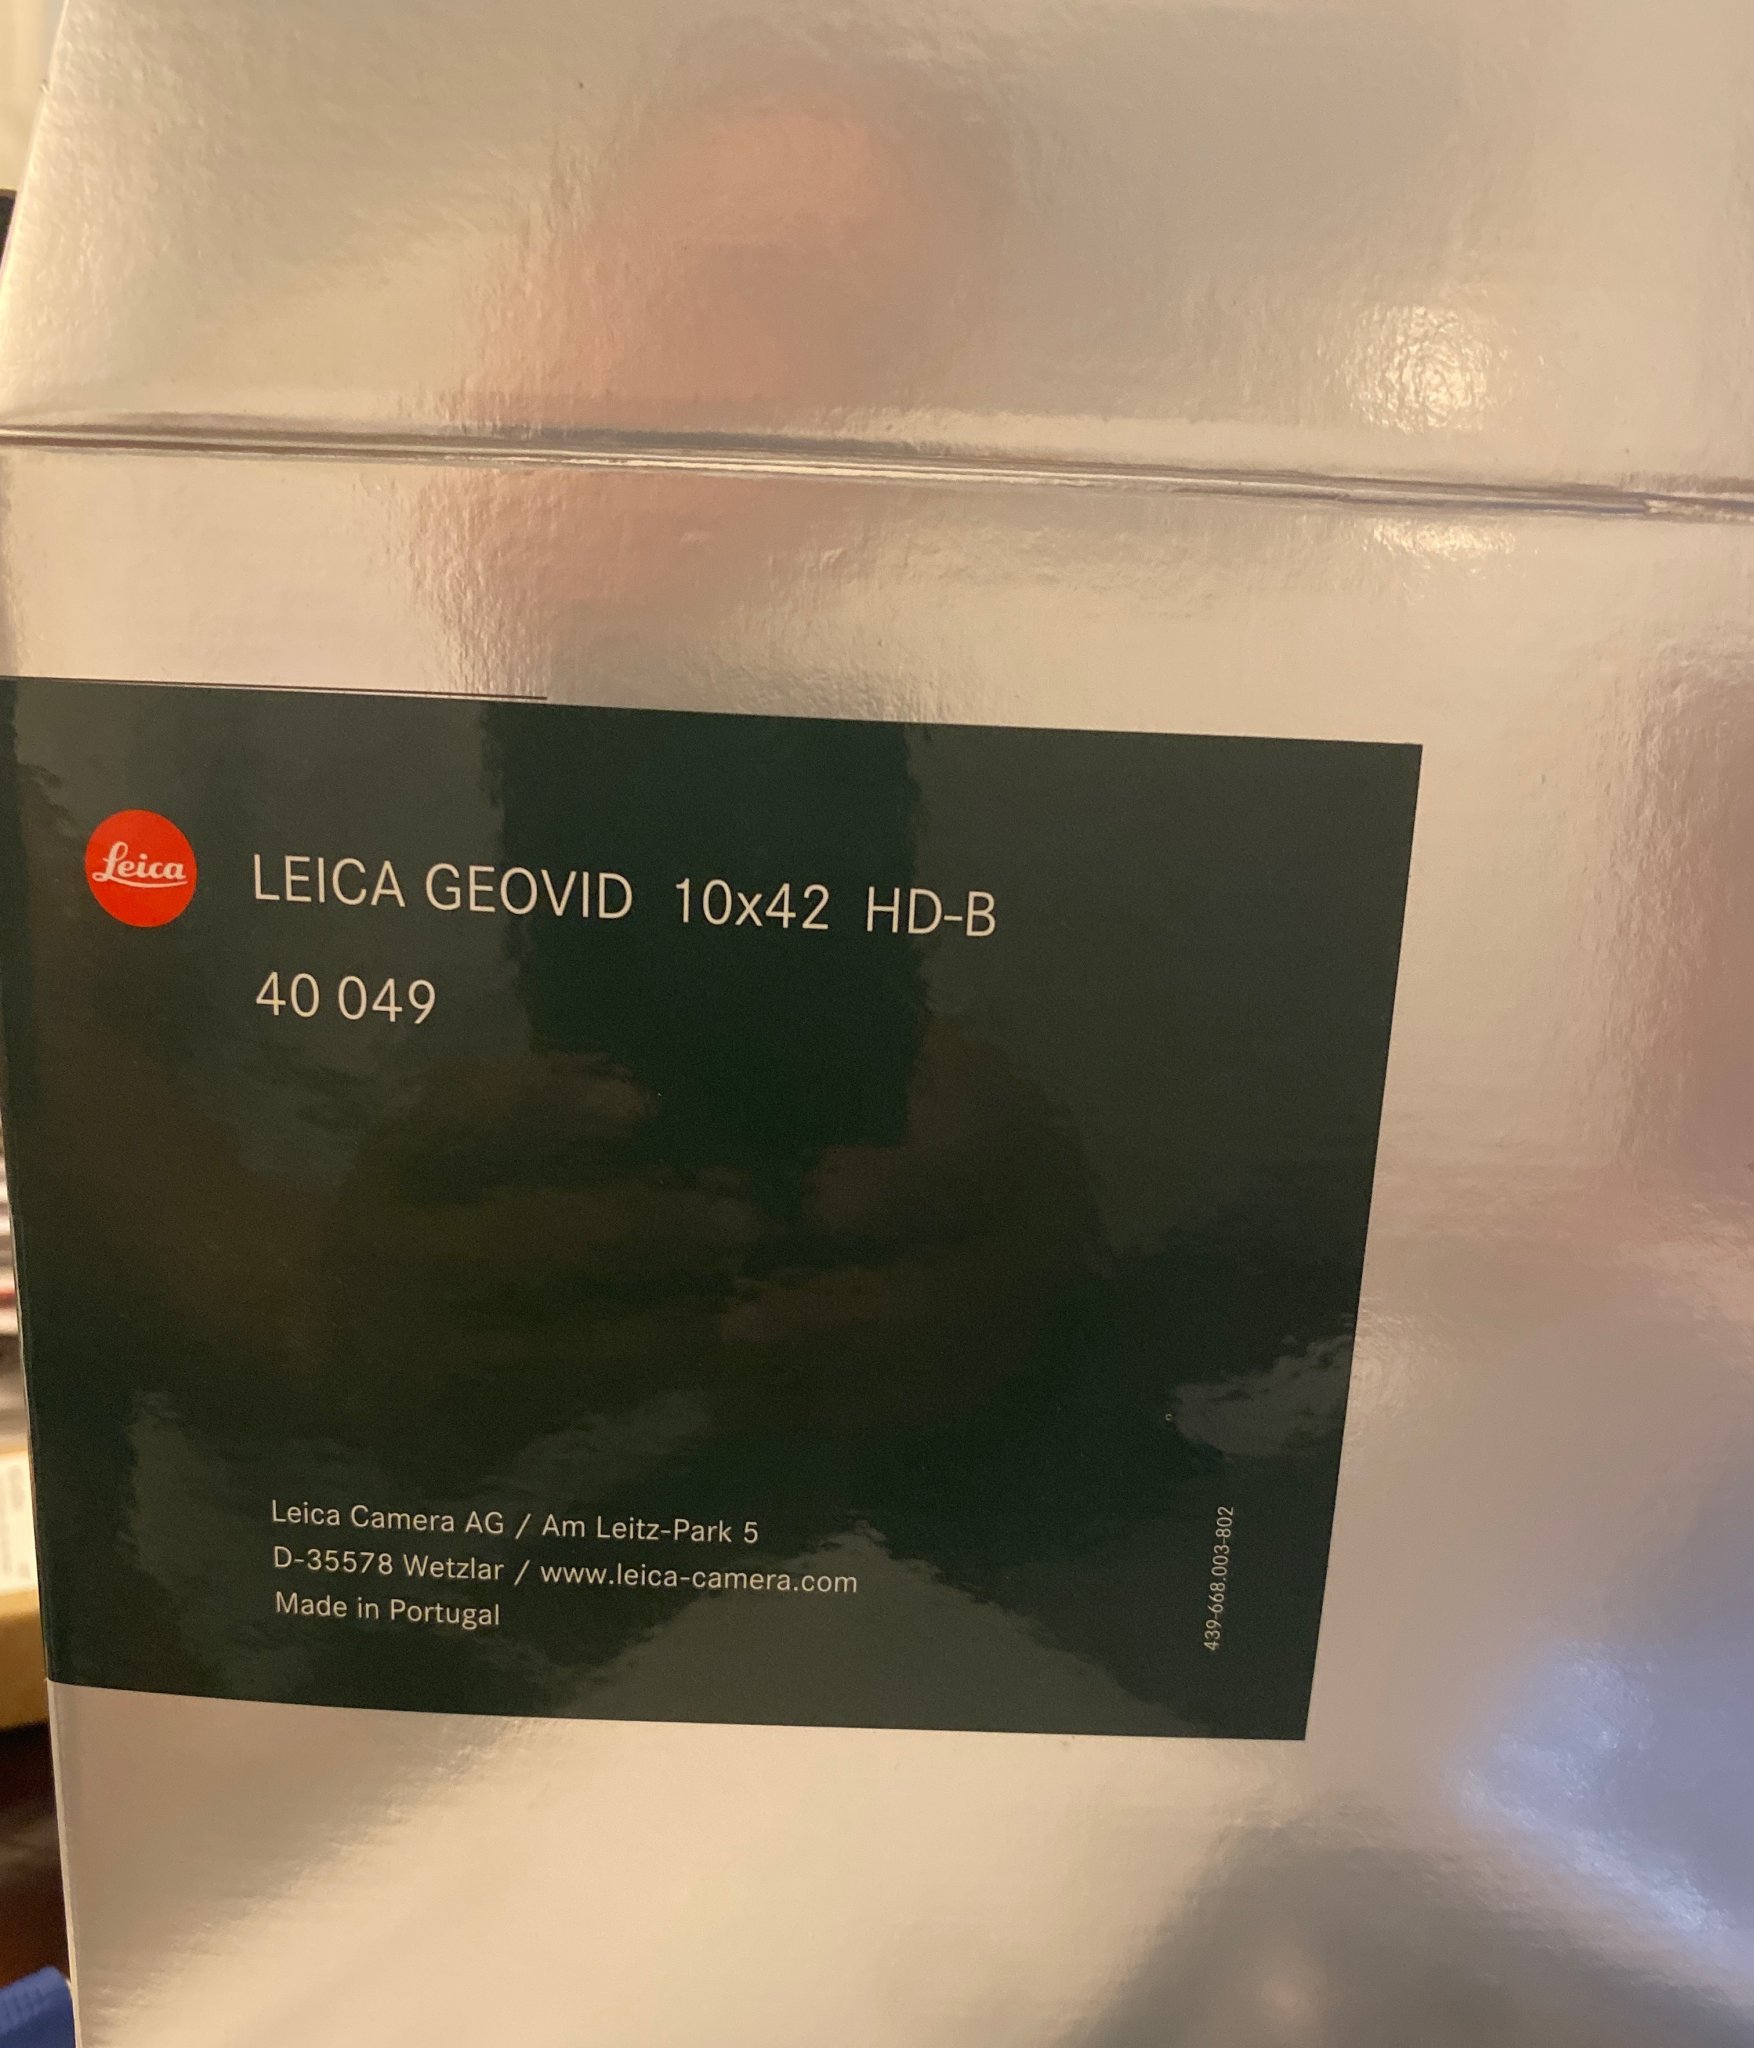 Leica
LEICA GEOVID 10x42 HD-B
40 049
Leica Camera AG / Am Leitz-Park 5
D-35578 Wetzlar / www.leica-camera.com
Made in Portugal
439-668.003-802